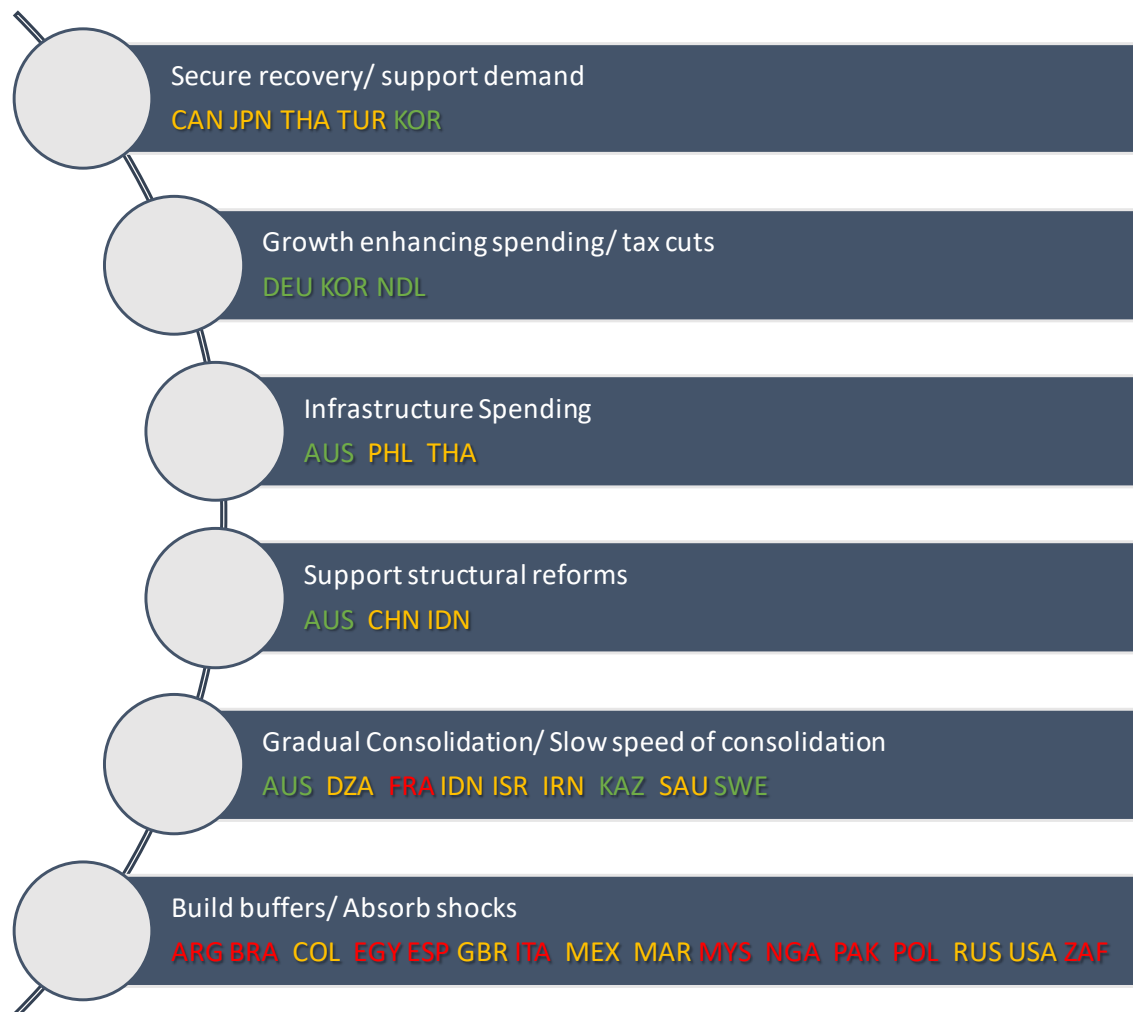 Secure recovery/ support demand
CAN JPN THA TUR KOR
Growth enhancing spending/ tax cuts
DEU KOR NDL
Infrastructure Spending
AUS PHL THA
Support structural reforms
AUS CHN IDN
Gradual Consolidation/ Slow speed of consolidation
AUS DZA FRA IDN ISR IRN KAZ SAU SWE
Build buffers/ Absorb shocks
ARG BRA COL EGY ESP GBR ITA MEX MAR MYS NGA PAK POL RUS USA ZAF